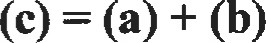 (c) = (a) + (b)